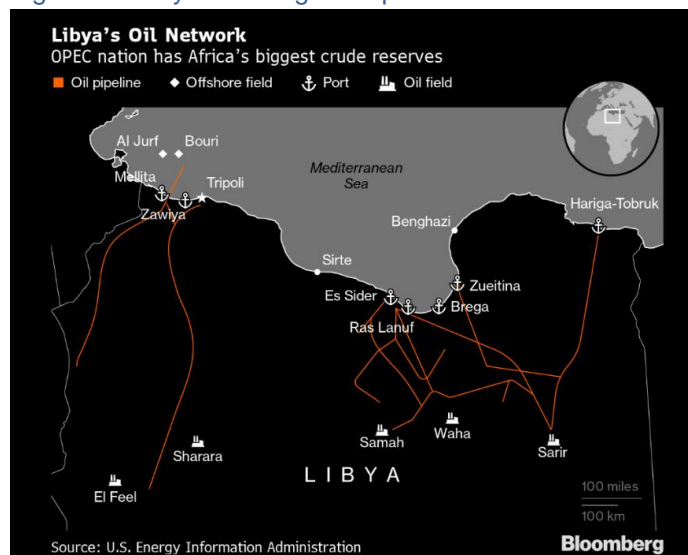 Libya's Oil Network
OPEC nation has Africa's biggest crude reserves
Oil pipeline
Offshore field
Port
Oil field
Al Jurf
Bouri
Mellita
Tripoli
Zawiya
Mediterranean
Sea
Hariga-Tobruk
Benghazi
Sirte
Es Sider
Zueitina
Brega
Ras Lanuf
Samah
Waha
Sarir
Sharara
El Feel
LIBYA
100 miles
100 km
Source: U.S. Energy Information Administration
Bloomberg